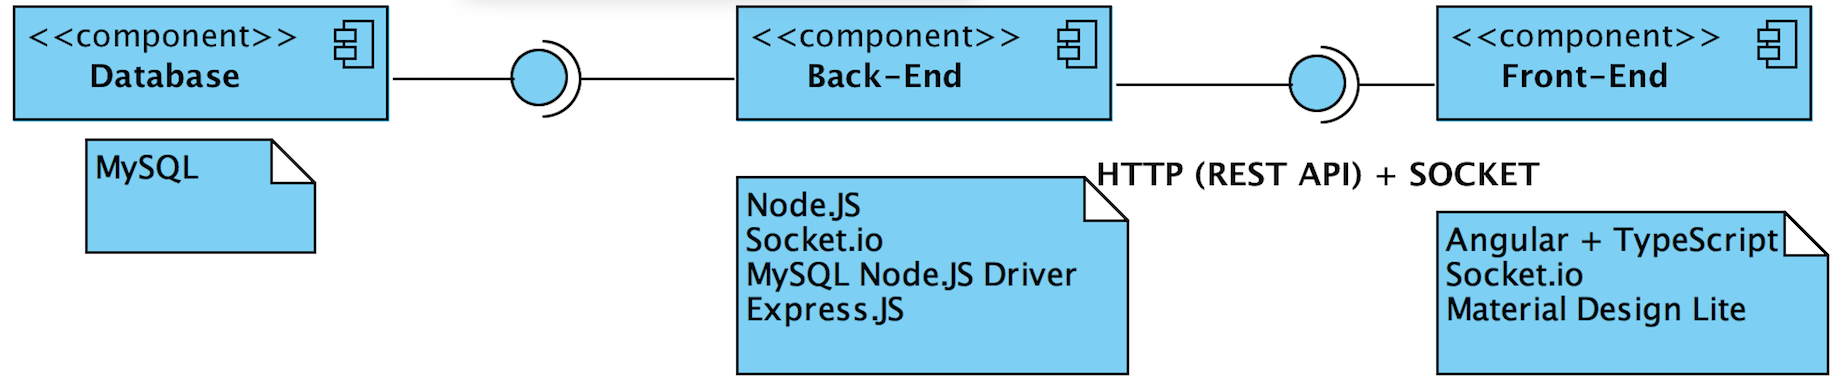 <<component>>
Database
<<component>>
Back-End
<<component>>
Front-End
MySQL
HTTP (REST API) + SOCKET
Node.JS
Socket.io
MySQL Node.JS Driver
Express.JS
Angular + TypeScript
Socket.io
Material Design Lite